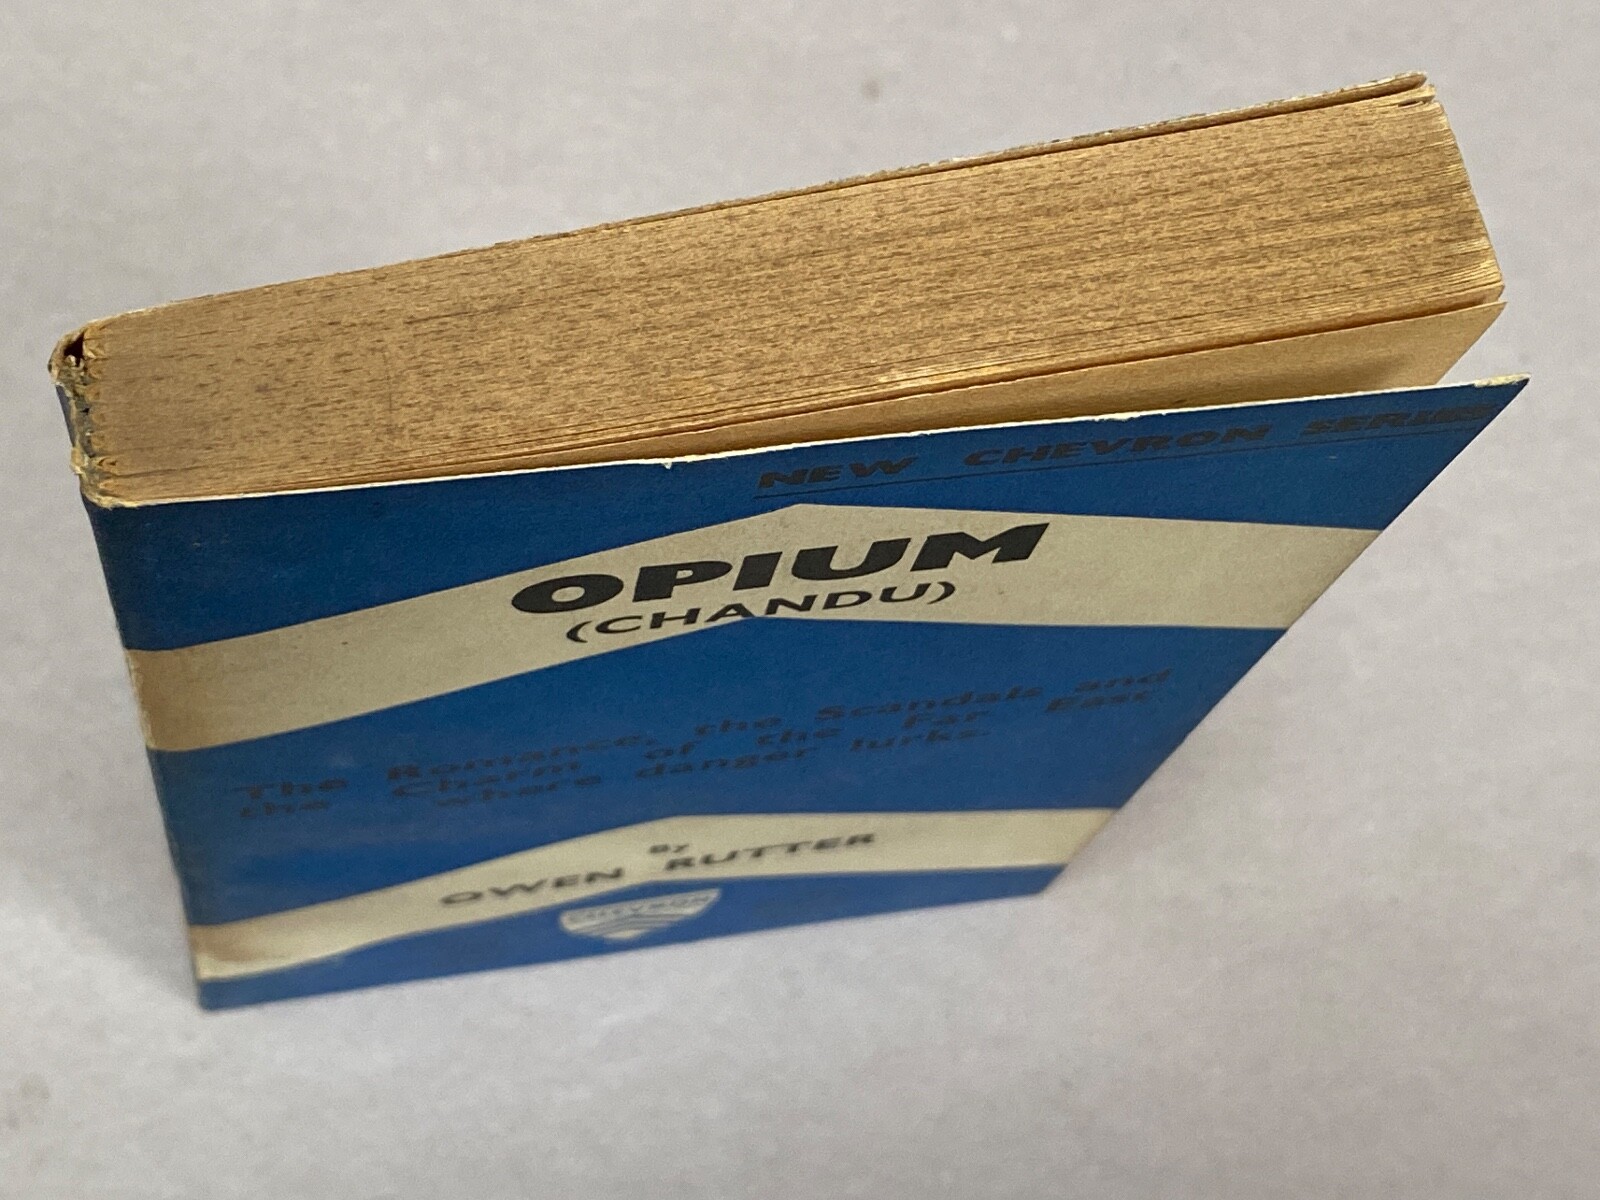 NEW CHEVRON SERIES
OPIUM
(CHANDU)
The Romance, the Scandals and
the Charm of the Far East
where danger lurks.
By
OWEN RUTTER
CHEVRON